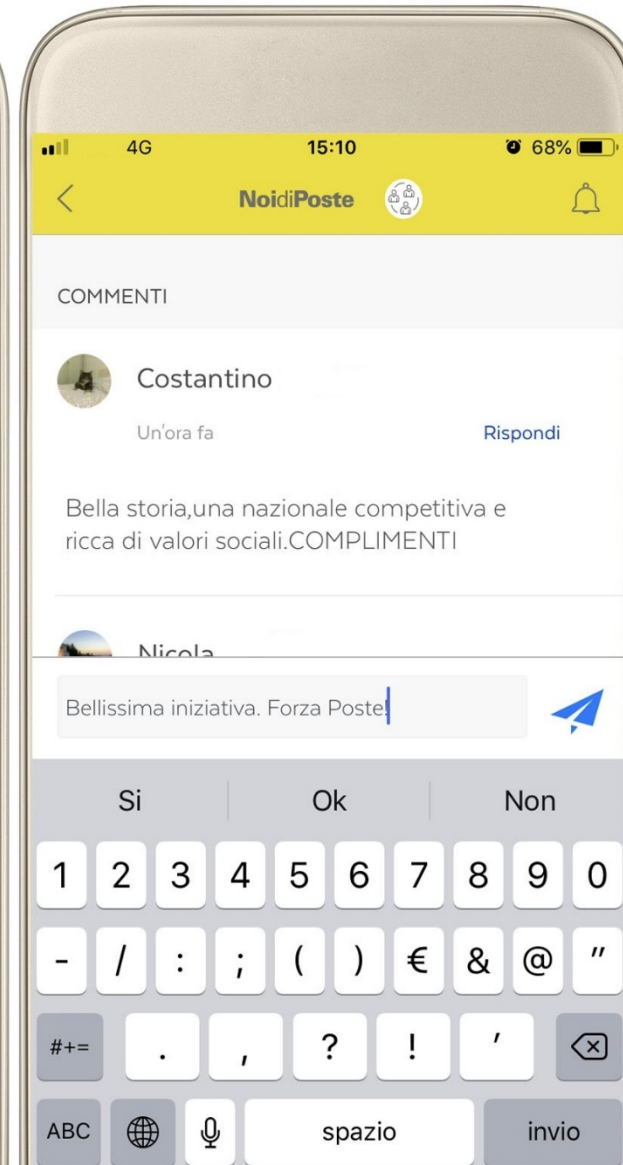 4G 15:10 68%
NoidiPoste
COMMENTI
Costantino
Un'ora fa Rispondi
Bella storia,una nazionale competitiva e
ricca di valori sociali.COMPLIMENTI
Nicola
Bellissima iniziativa. Forza Poste!
Si Ok Non
1 2 3 4 5 6 7 8 9 0
- / : ; ( ) € & @ "
#+= . , ? ! '
ABC spazio invio